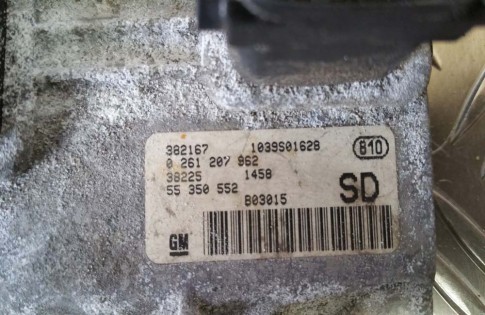 382167 1039S01628 B10
0 261 207 962
38225 1458
55 350 552 SD
B03015
GM